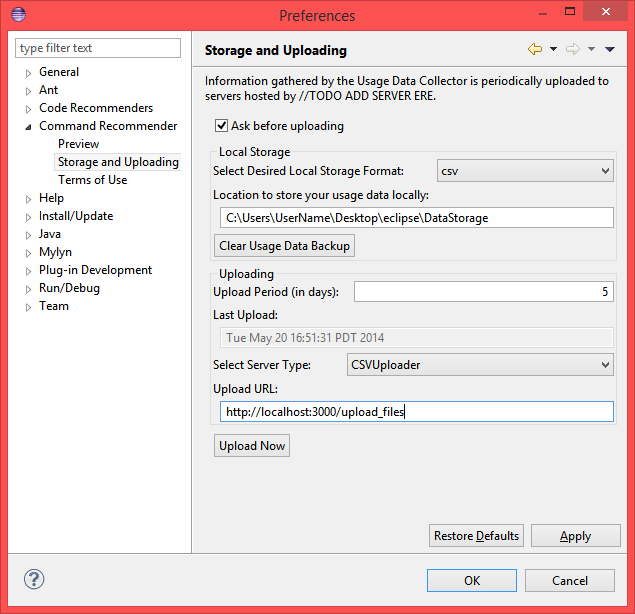 Preferences
type filter text
General
Ant
Code Recommenders
Command Recommender
Preview
Storage and Uploading
Terms of Use
Help
Install/Update
Java
Mylyn
Plug-in Development
Run/Debug
Team
Storage and Uploading
Information gathered by the Usage Data Collector is periodically uploaded to
servers hosted by //TODO ADD SERVER ERE.
Ask before uploading
Local Storage
Select Desired Local Storage Format: csv
Location to store your usage data locally:
C:\Users\UserName\Desktop\eclipse\DataStorage
Clear Usage Data Backup
Uploading
Upload Period (in days): 5
Last Upload:
Tue May 20 16:51:31 PDT 2014
Select Server Type: CSVUploader
Upload URL:
http://localhost:3000/upload_files
Upload Now
Restore Defaults Apply
? OK Cancel